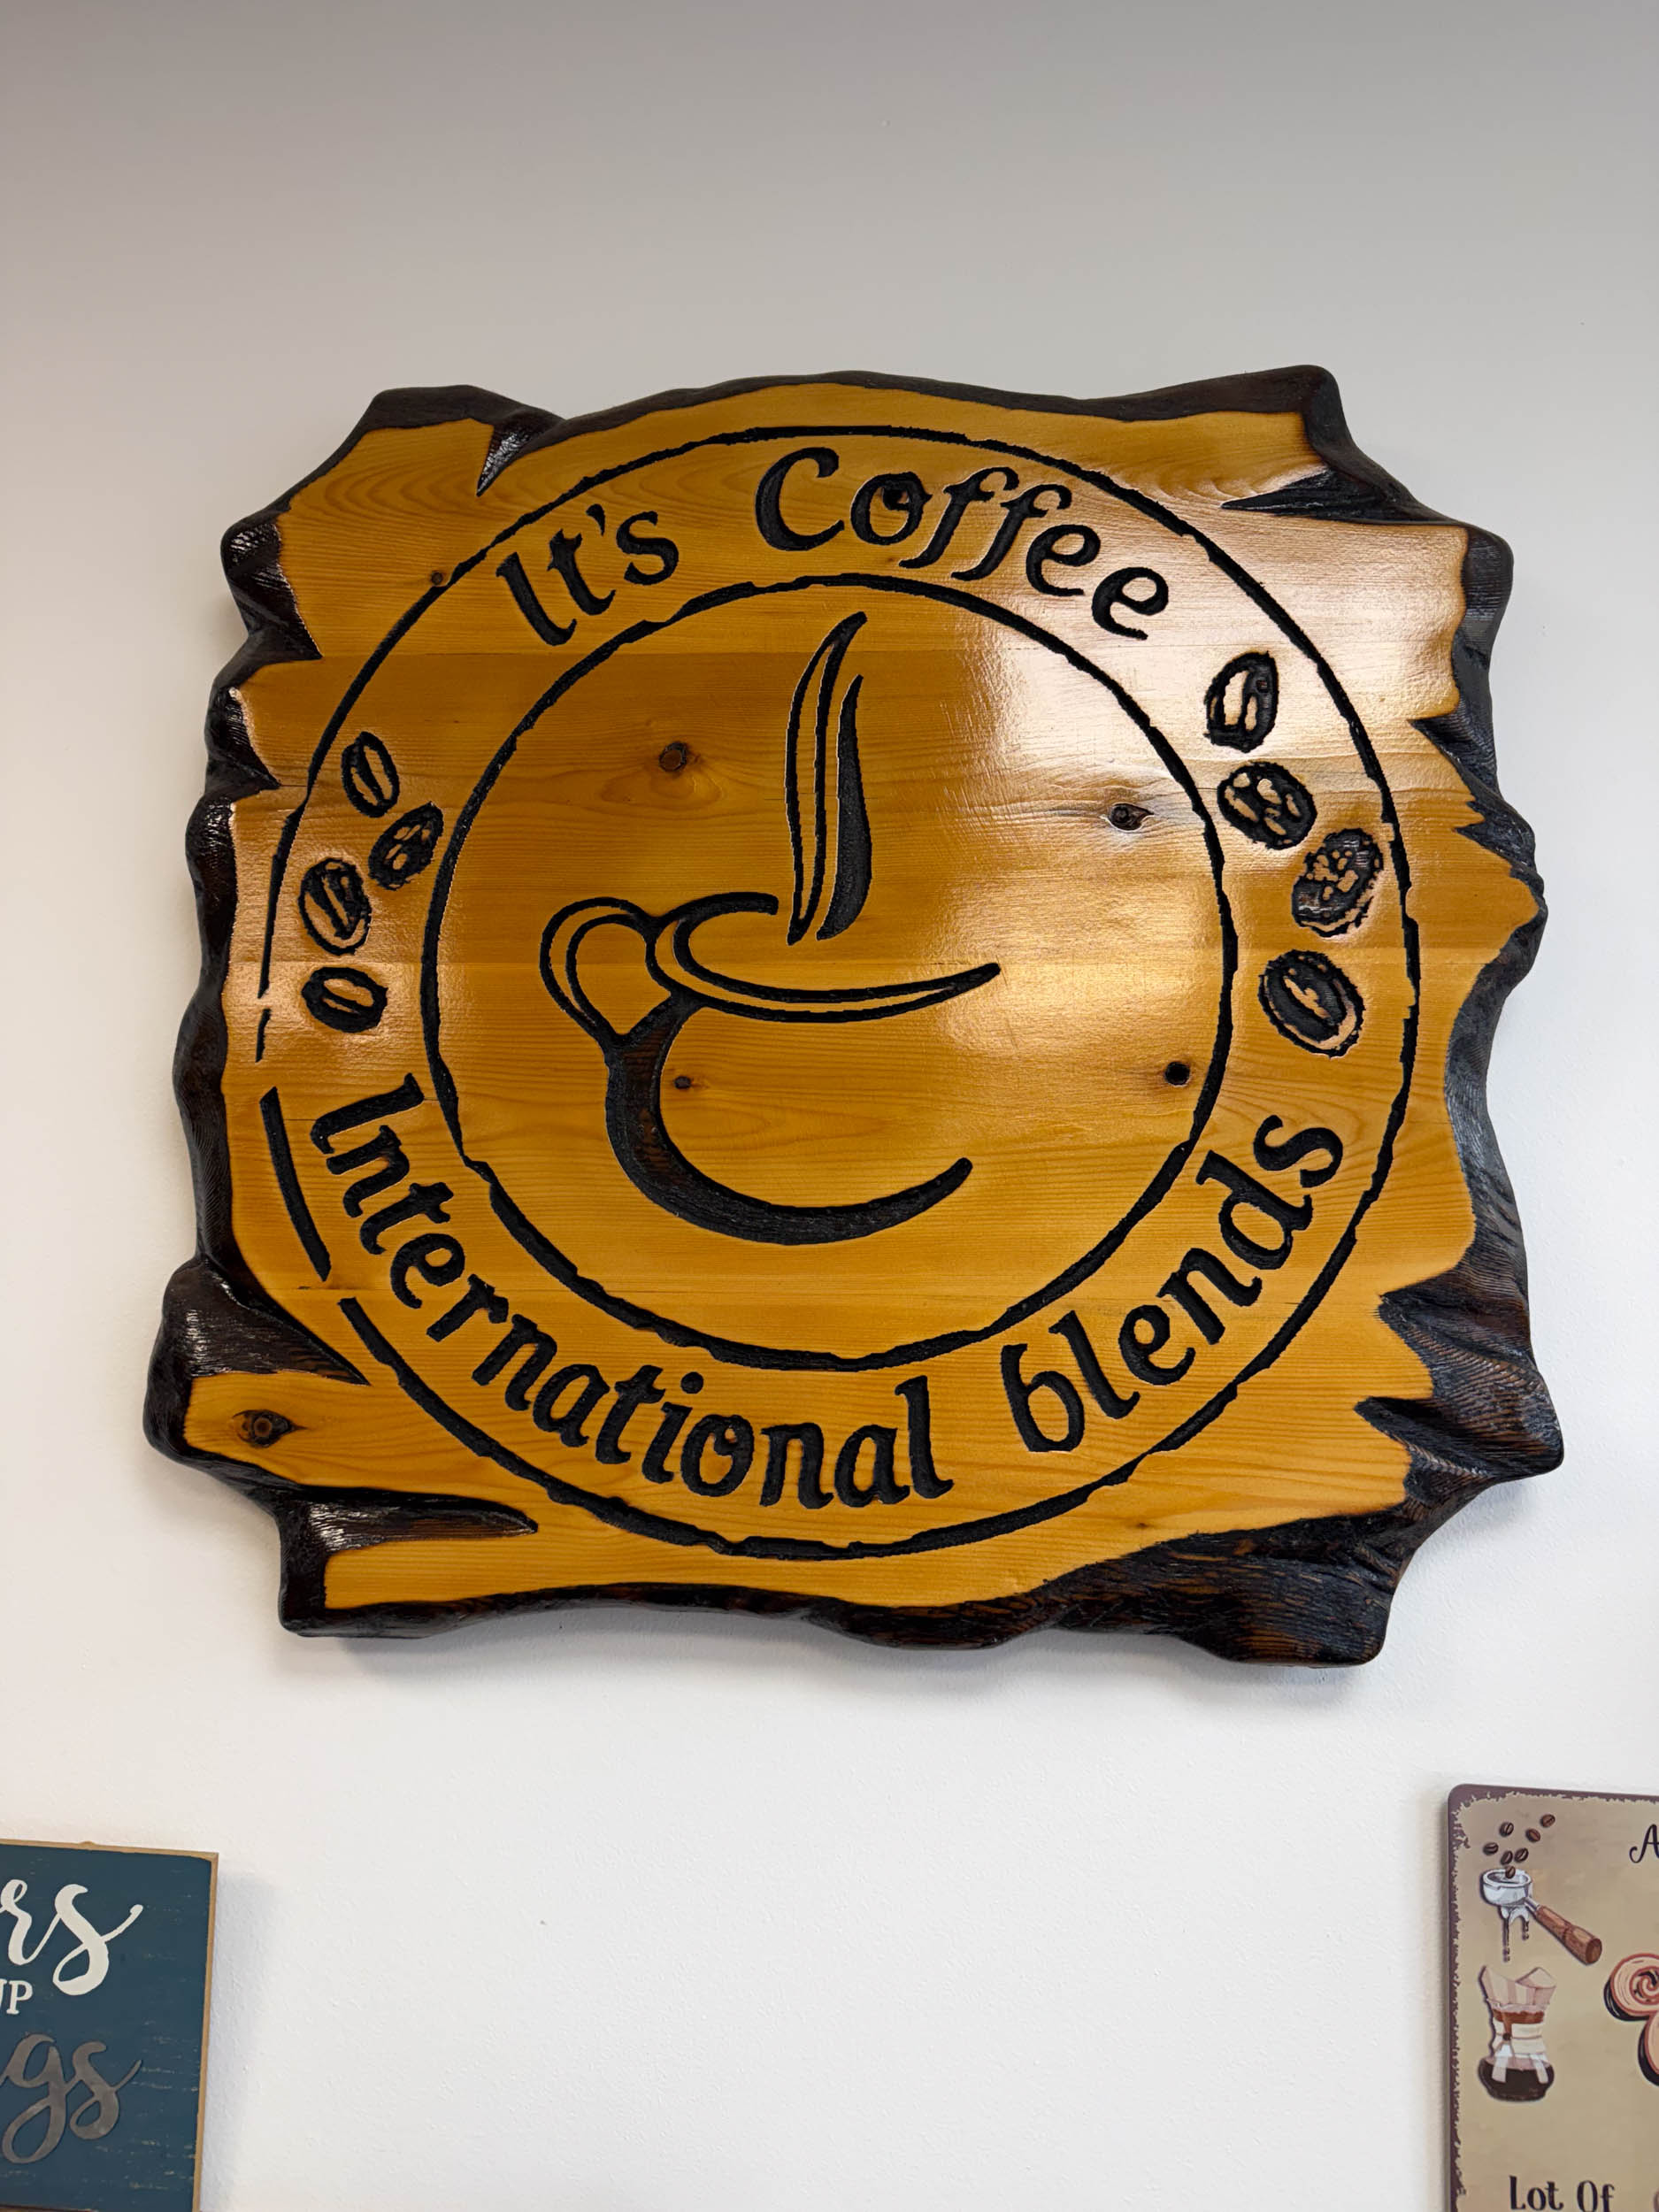 It's Coffee
International blends
Lot Of